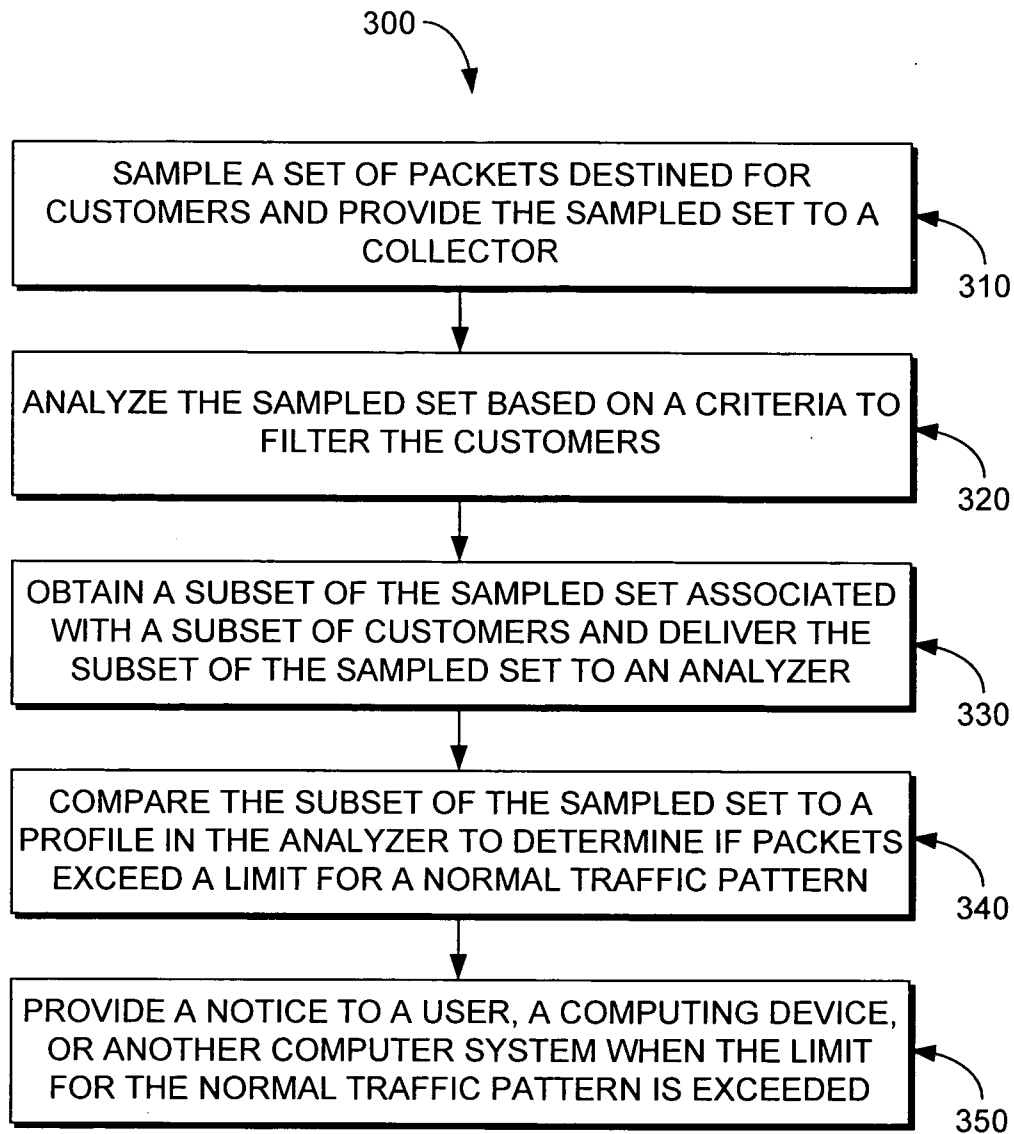 300
SAMPLE A SET OF PACKETS DESTINED FOR
CUSTOMERS AND PROVIDE THE SAMPLED SET TO A
COLLECTOR
310
ANALYZE THE SAMPLED SET BASED ON A CRITERIA TO
FILTER THE CUSTOMERS
320
OBTAIN A SUBSET OF THE SAMPLED SET ASSOCIATED
WITH A SUBSET OF CUSTOMERS AND DELIVER THE
SUBSET OF THE SAMPLED SET TO AN ANALYZER
330
COMPARE THE SUBSET OF THE SAMPLED SET TO A
PROFILE IN THE ANALYZER TO DETERMINE IF PACKETS
EXCEED A LIMIT FOR A NORMAL TRAFFIC PATTERN
340
PROVIDE A NOTICE TO A USER, A COMPUTING DEVICE,
OR ANOTHER COMPUTER SYSTEM WHEN THE LIMIT
FOR THE NORMAL TRAFFIC PATTERN IS EXCEEDED
350